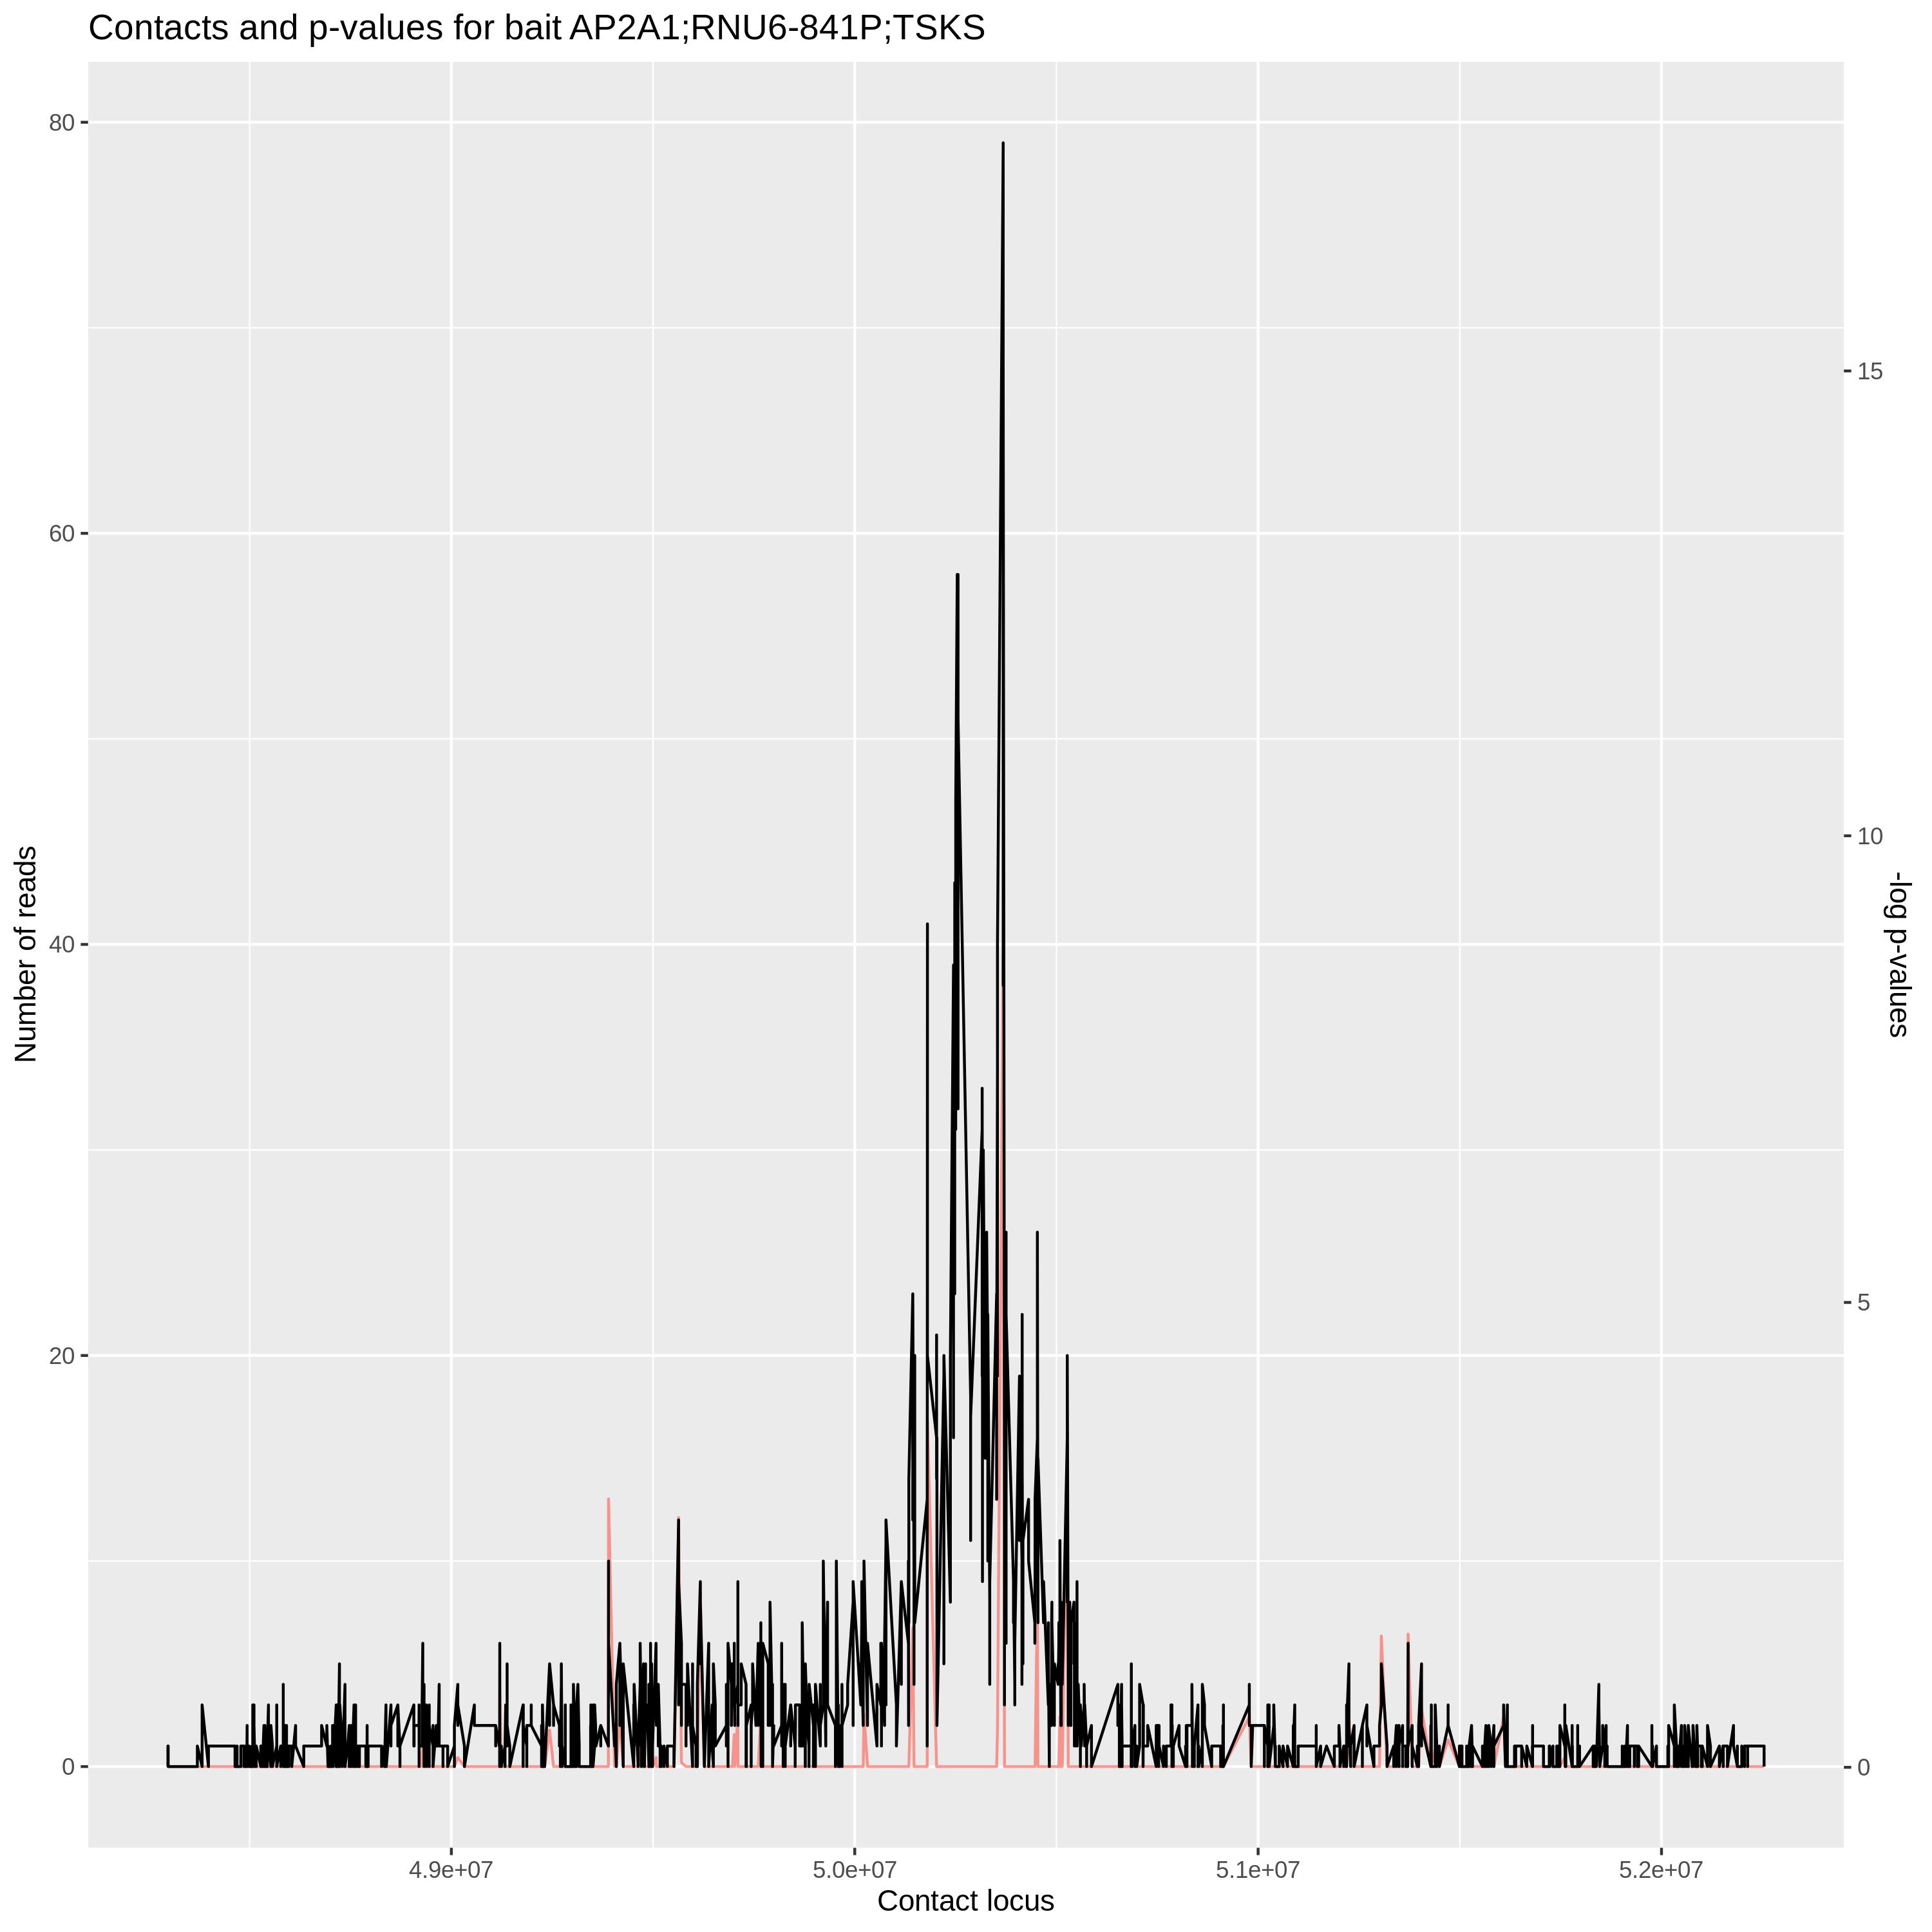 Contacts and p-values for bait AP2A1;RNU6-841P;TSKS
80
60
40
20
0
Number of reads
15
10
5
0
-log p-values
4.9e+07 5.0e+07 5.1e+07 5.2e+07
Contact locus